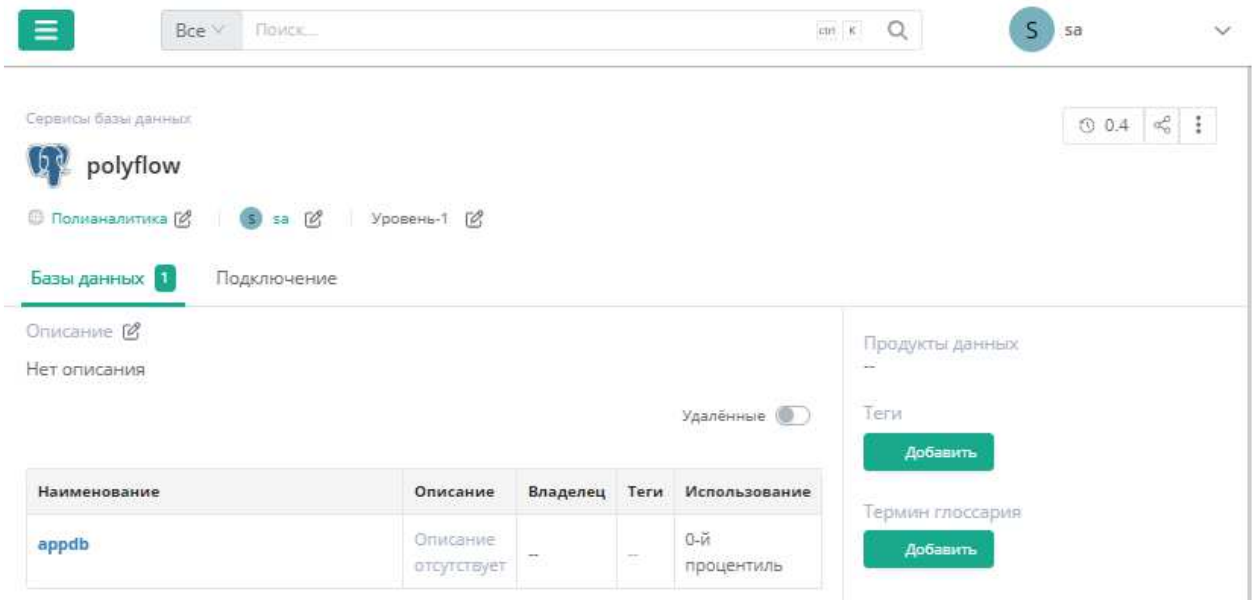 Все Поиск... ctrl K S sa
Сервисы базы данных
0.4
polyflow
Полианалитика S sa Уровень-1
Базы данных 1 Подключение
Описание
Нет описания
Продукты данных
--
Удалённые
Теги
Добавить
Наименование Описание Владелец Теги Использование
appdb Описание отсутствует -- -- 0-й процентиль
Термин глоссария
Добавить